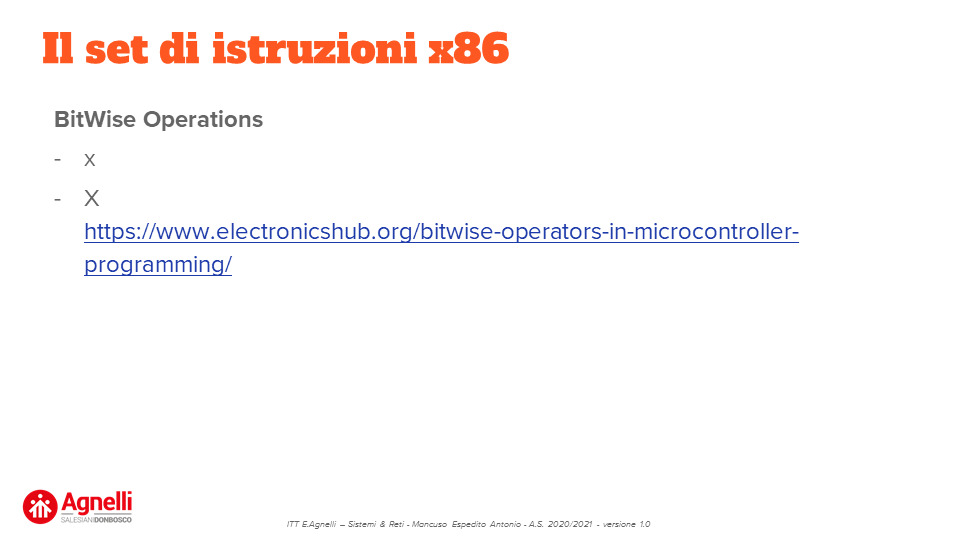 Il set di istruzioni x86
BitWise Operations
- x
- X
https://www.electronicshub.org/bitwise-operators-in-microcontroller-
programming/
Agnelli
SALESIANIDONBOSCO
ITT E.Agnelli – Sistemi & Reti - Mancuso Espedito Antonio - A.S. 2020/2021 - versione 1.0